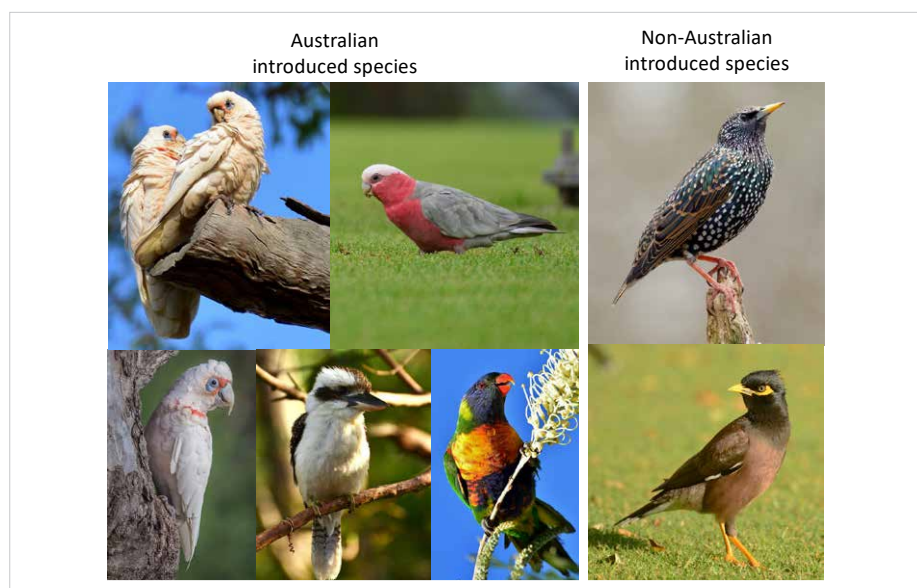 Australian
introduced species
Non-Australian
introduced species